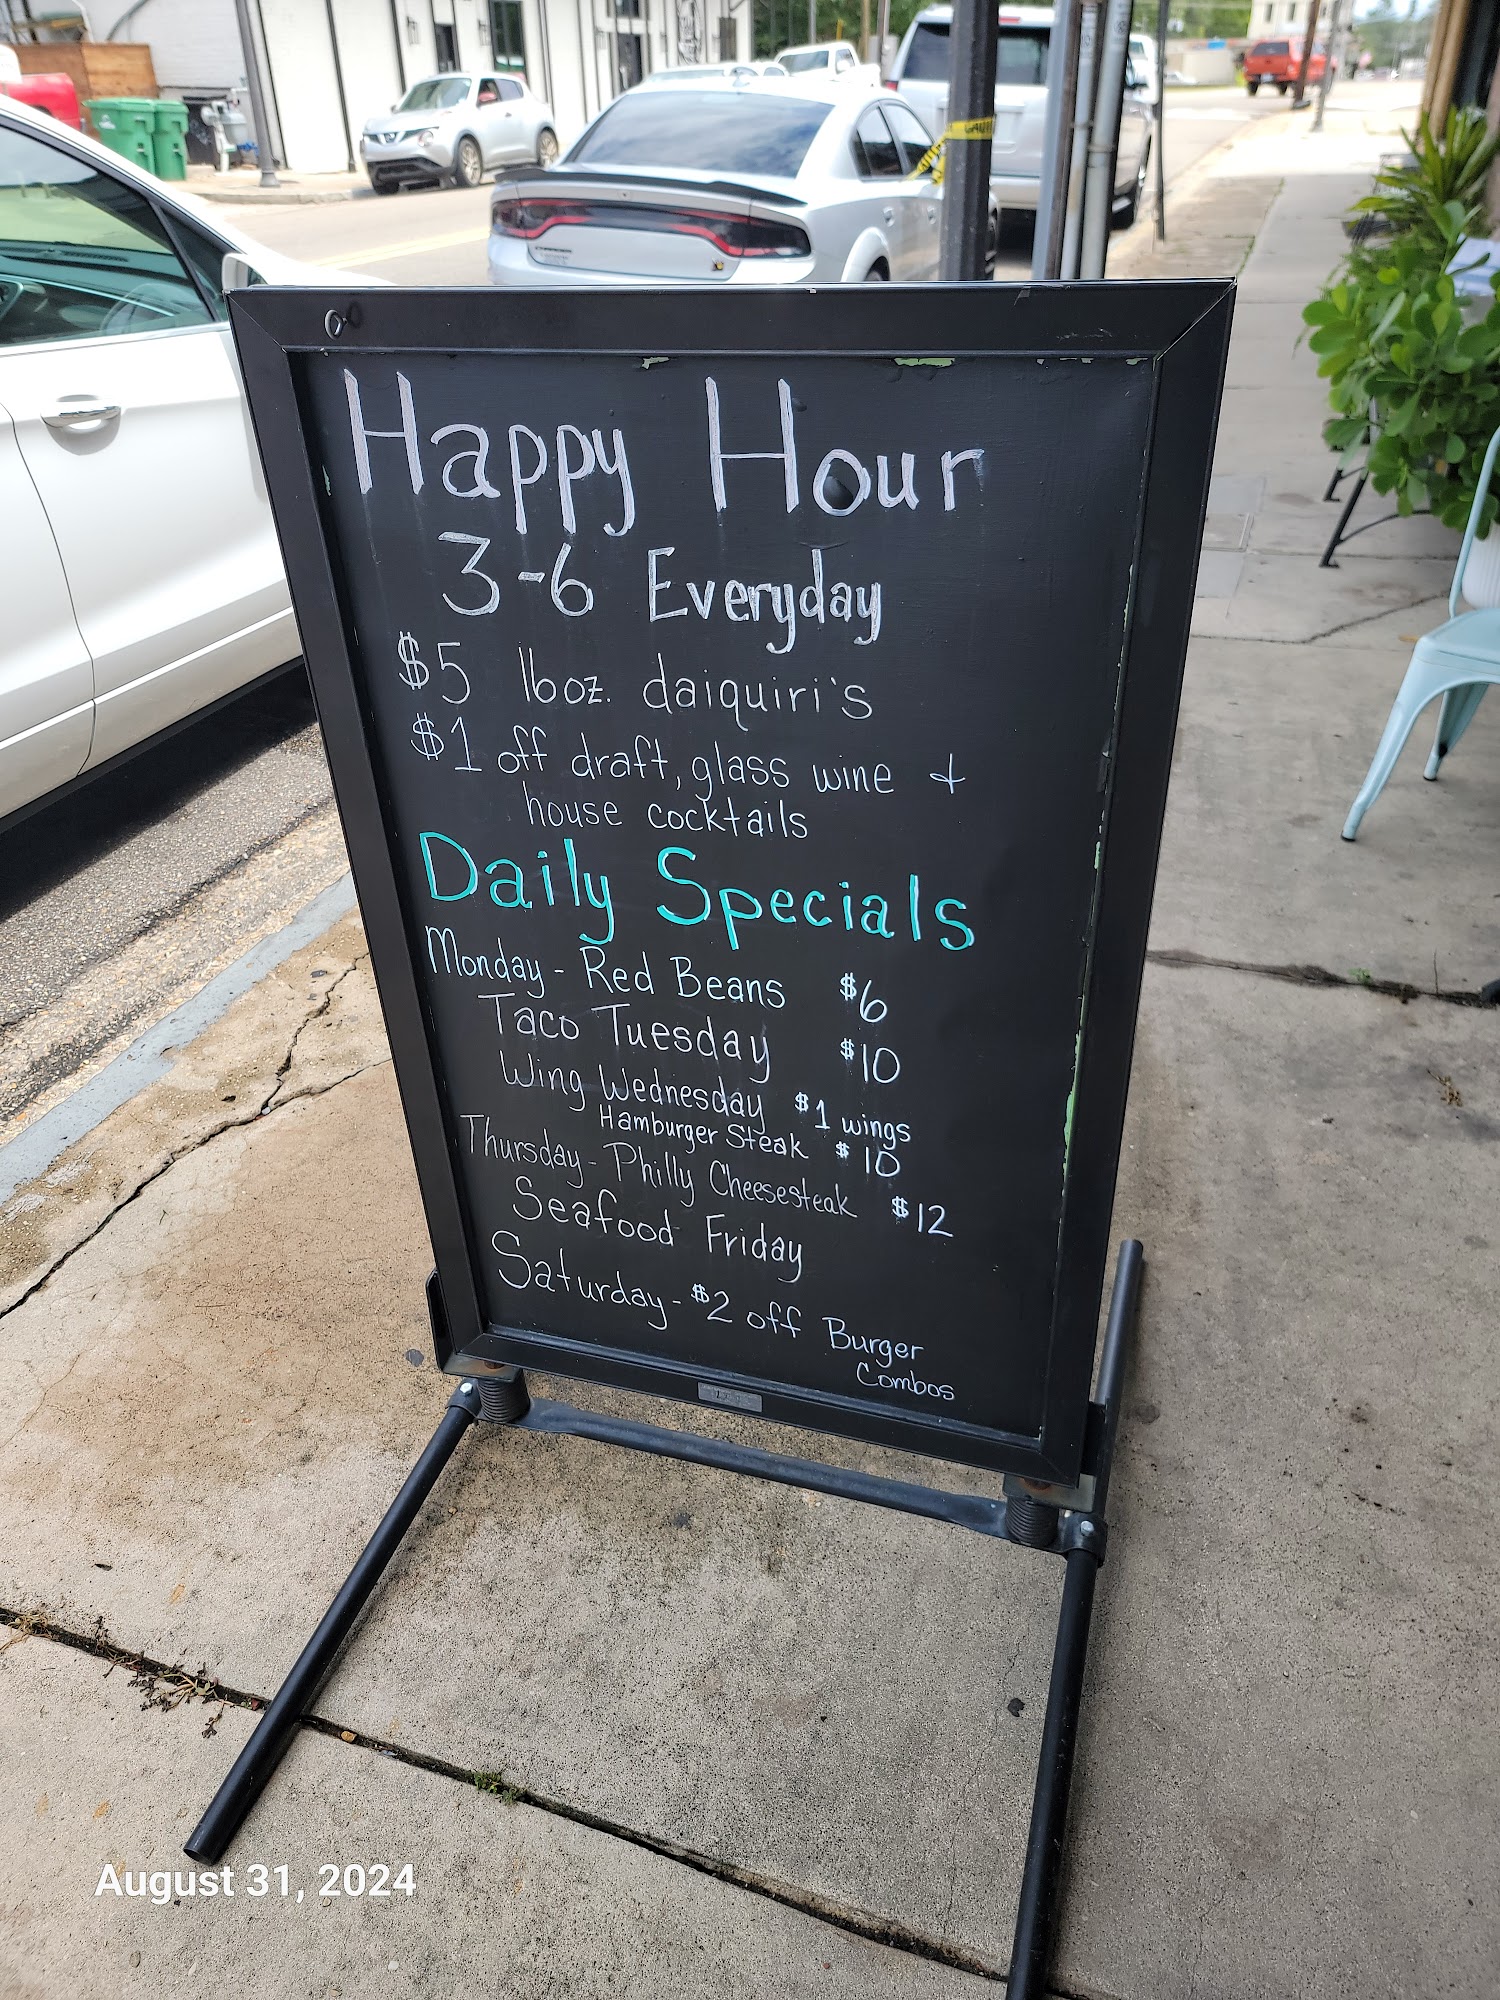 Happy Hour
3-6 Everyday
$5 16oz. daiquiri's
$1 off draft, glass wine +
house cocktails
Daily Specials
Monday - Red Beans $6
Taco Tuesday $10
Wing Wednesday $1 wings
Hamburger Steak $10
Thursday - Philly Cheesesteak $12
Seafood Friday
Saturday - $2 off Burger
Combos
CAUTI
August 31, 2024